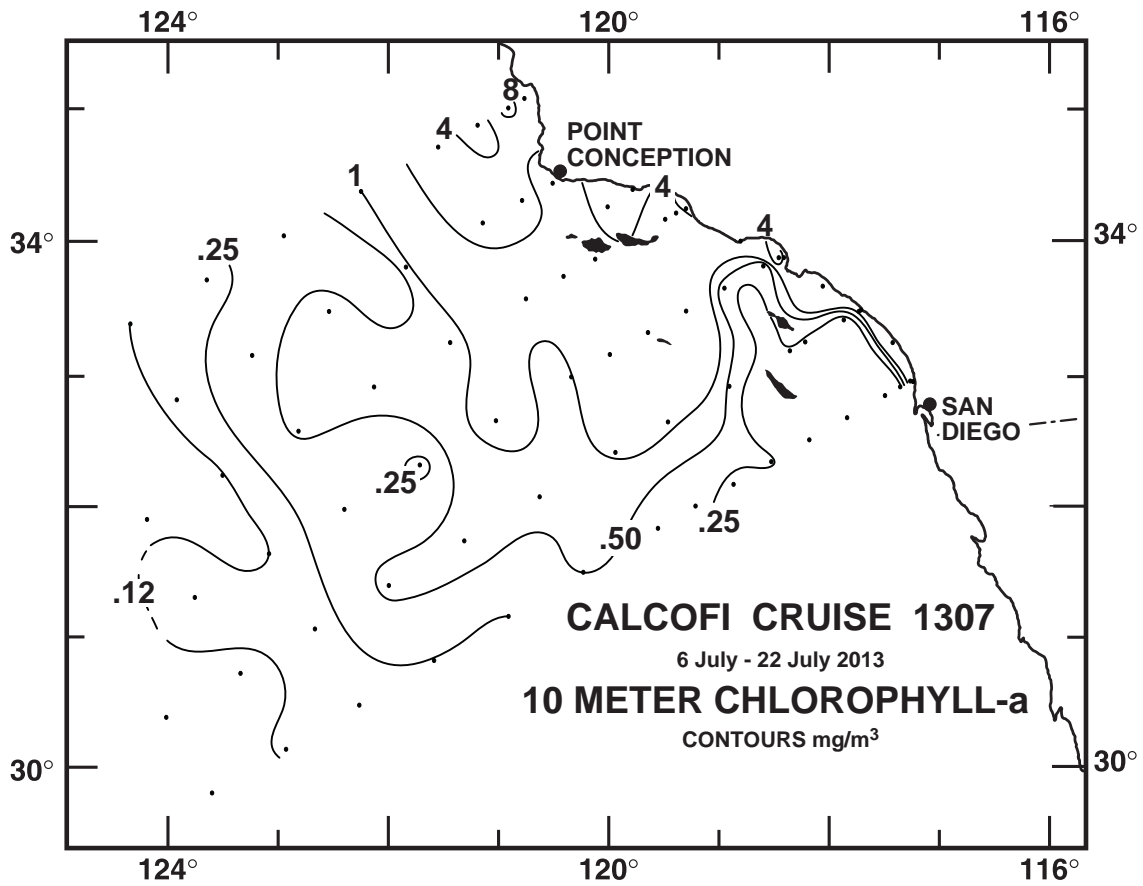 124° 120° 116°
8
4
POINT
CONCEPTION
1
4
4
34° .25 34°
SAN
DIEGO
.25
.25
.50
.12
CALCOFI CRUISE 1307
6 July - 22 July 2013
10 METER CHLOROPHYLL-a
CONTOURS mg/m³
30° 30°
124° 120° 116°